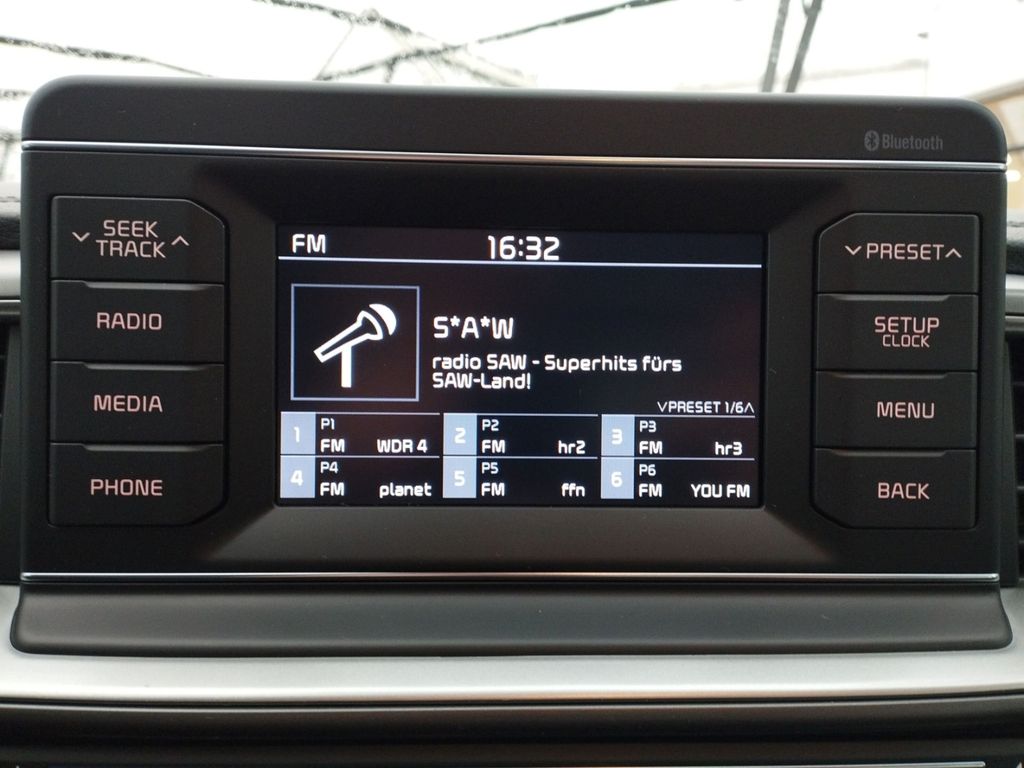 Bluetooth
SEEK
TRACK
RADIO
MEDIA
PHONE
FM 16:32
S*A*W
radio SAW - Superhits fürs
SAW-Land!
PRESET 1/6
1 P1 FM WDR 4
2 P2 FM hr2
3 P3 FM hr3
4 P4 FM planet
5 P5 FM ffn
6 P6 FM YOU FM
PRESET
SETUP
CLOCK
MENU
BACK